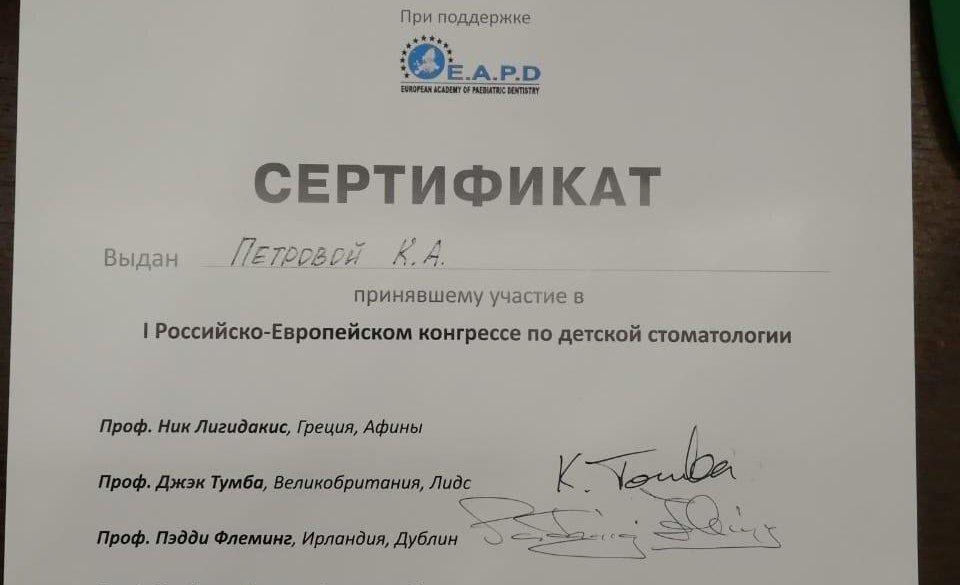 При поддержке
E.A.P.D
EUROPEAN ACADEMY OF PAEDIATRIC DENTISTRY
СЕРТИФИКАТ
Выдан Петровой К.А.
принявшему участие в
I Российско-Европейском конгрессе по детской стоматологии
Проф. Ник Лигидакис, Греция, Афины
Проф. Джэк Тумба, Великобритания, Лидс
K. Toumba
Проф. Пэдди Флеминг, Ирландия, Дублин